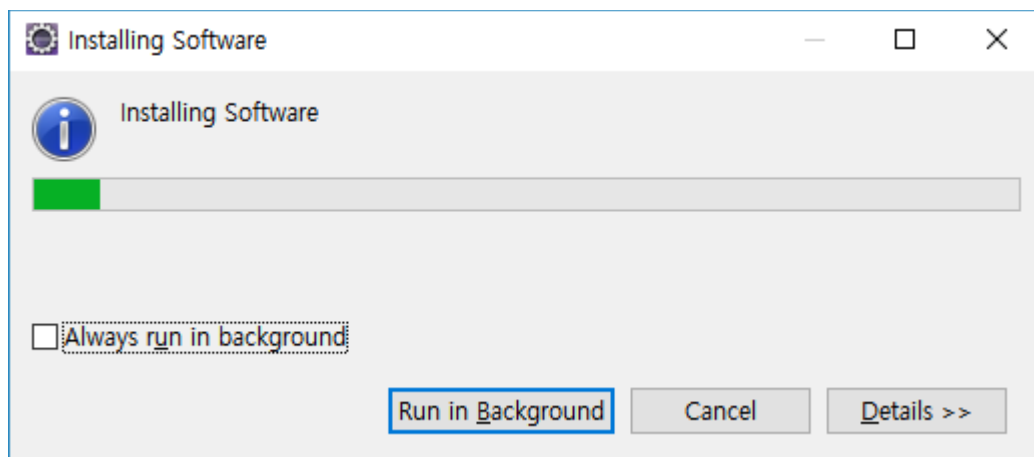 Installing Software
Installing Software
Always run in background
Run in Background Cancel Details >>